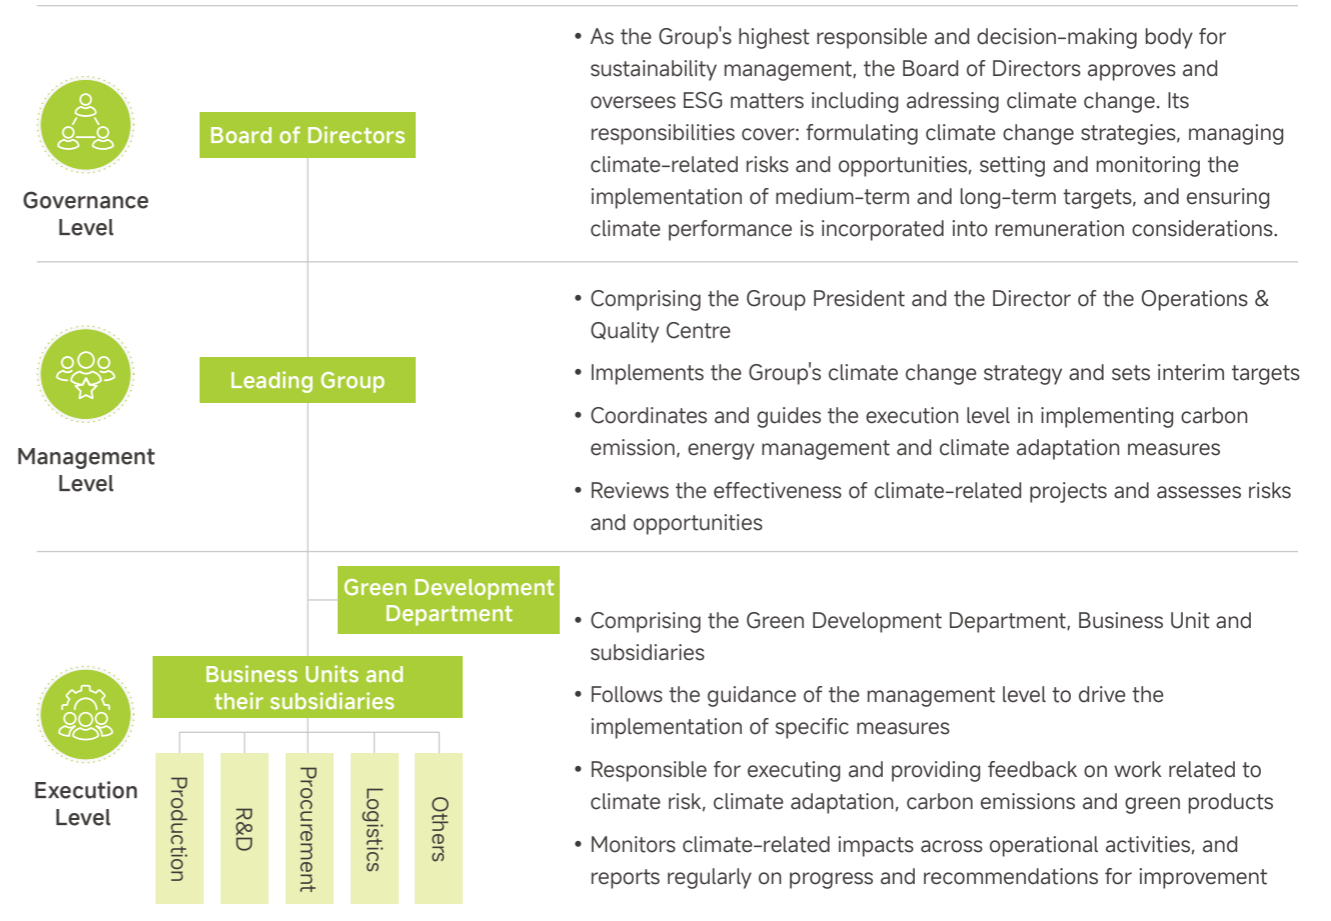 Governance
Level
Board of Directors
• As the Group's highest responsible and decision-making body for
sustainability management, the Board of Directors approves and
oversees ESG matters including adressing climate change. Its
responsibilities cover: formulating climate change strategies, managing
climate-related risks and opportunities, setting and monitoring the
implementation of medium-term and long-term targets, and ensuring
climate performance is incorporated into remuneration considerations.
Management
Level
Leading Group
• Comprising the Group President and the Director of the Operations &
Quality Centre
• Implements the Group's climate change strategy and sets interim targets
• Coordinates and guides the execution level in implementing carbon
emission, energy management and climate adaptation measures
• Reviews the effectiveness of climate-related projects and assesses risks
and opportunities
Execution
Level
Green Development
Department
Business Units and
their subsidiaries
Production
R&D
Procurement
Logistics
Others
• Comprising the Green Development Department, Business Unit and
subsidiaries
• Follows the guidance of the management level to drive the
implementation of specific measures
• Responsible for executing and providing feedback on work related to
climate risk, climate adaptation, carbon emissions and green products
• Monitors climate-related impacts across operational activities, and
reports regularly on progress and recommendations for improvement